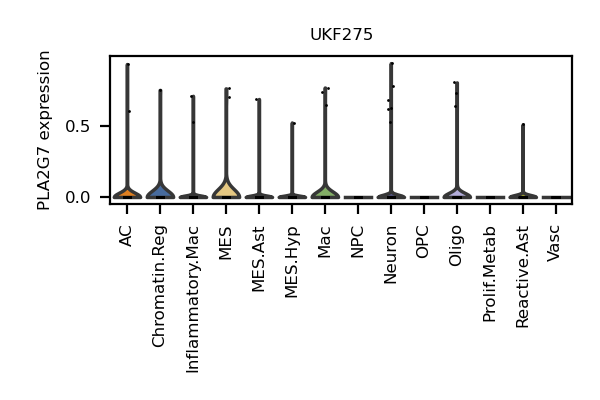 UKF275
PLA2G7 expression
0.5
0.0
AC
Chromatin.Reg
Inflammatory.Mac
MES
MES.Ast
MES.Hyp
Mac
NPC
Neuron
OPC
Oligo
Prolif.Metab
Reactive.Ast
Vasc